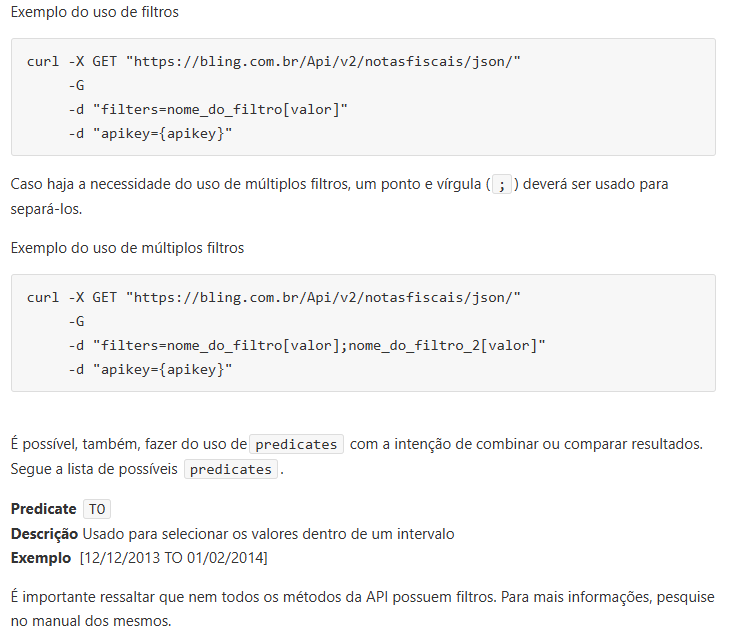 Exemplo do uso de filtros
curl -X GET "https://bling.com.br/Api/v2/notasfiscais/json/"
-G
-d "filters=nome_do_filtro[valor]"
-d "apikey={apikey}"
Caso haja a necessidade do uso de múltiplos filtros, um ponto e vírgula ( ; ) deverá ser usado para
separá-los.
Exemplo do uso de múltiplos filtros
curl -X GET "https://bling.com.br/Api/v2/notasfiscais/json/"
-G
-d "filters=nome_do_filtro[valor];nome_do_filtro_2[valor]"
-d "apikey={apikey}"
É possível, também, fazer do uso de predicates com a intenção de combinar ou comparar resultados.
Segue a lista de possíveis predicates .
Predicate TO
Descrição Usado para selecionar os valores dentro de um intervalo
Exemplo [12/12/2013 TO 01/02/2014]
É importante ressaltar que nem todos os métodos da API possuem filtros. Para mais informações, pesquise
no manual dos mesmos.